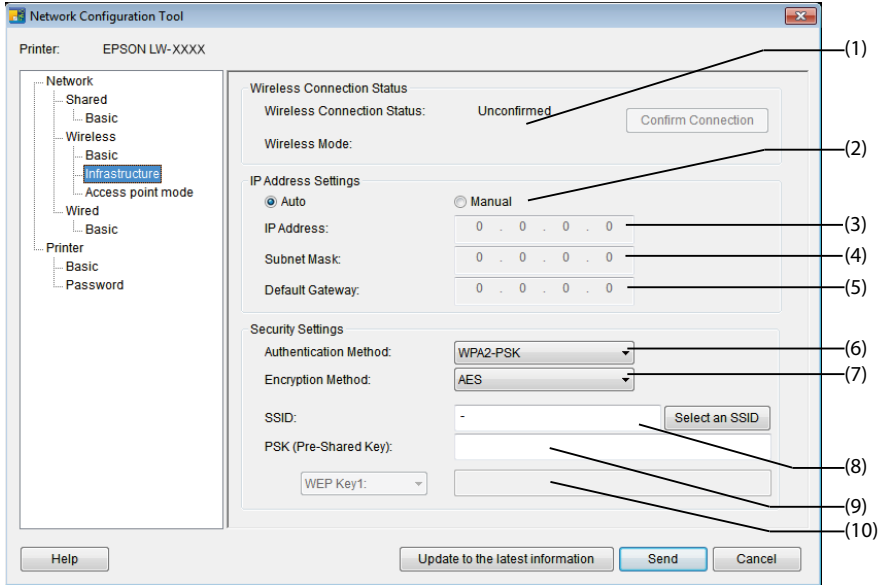 Network Configuration Tool
Printer: EPSON LW-XXXX
Network
Shared
Basic
Wireless
Basic
Infrastructure
Access point mode
Wired
Basic
Printer
Basic
Password
Wireless Connection Status
Wireless Connection Status: Unconfirmed
Confirm Connection
Wireless Mode:
IP Address Settings
Auto Manual
IP Address: 0 . 0 . 0 . 0
Subnet Mask: 0 . 0 . 0 . 0
Default Gateway: 0 . 0 . 0 . 0
Security Settings
Authentication Method: WPA2-PSK
Encryption Method: AES
SSID: - Select an SSID
PSK (Pre-Shared Key):
WEP Key1:
Help Update to the latest information Send Cancel
(1)
(2)
(3)
(4)
(5)
(6)
(7)
(8)
(9)
(10)